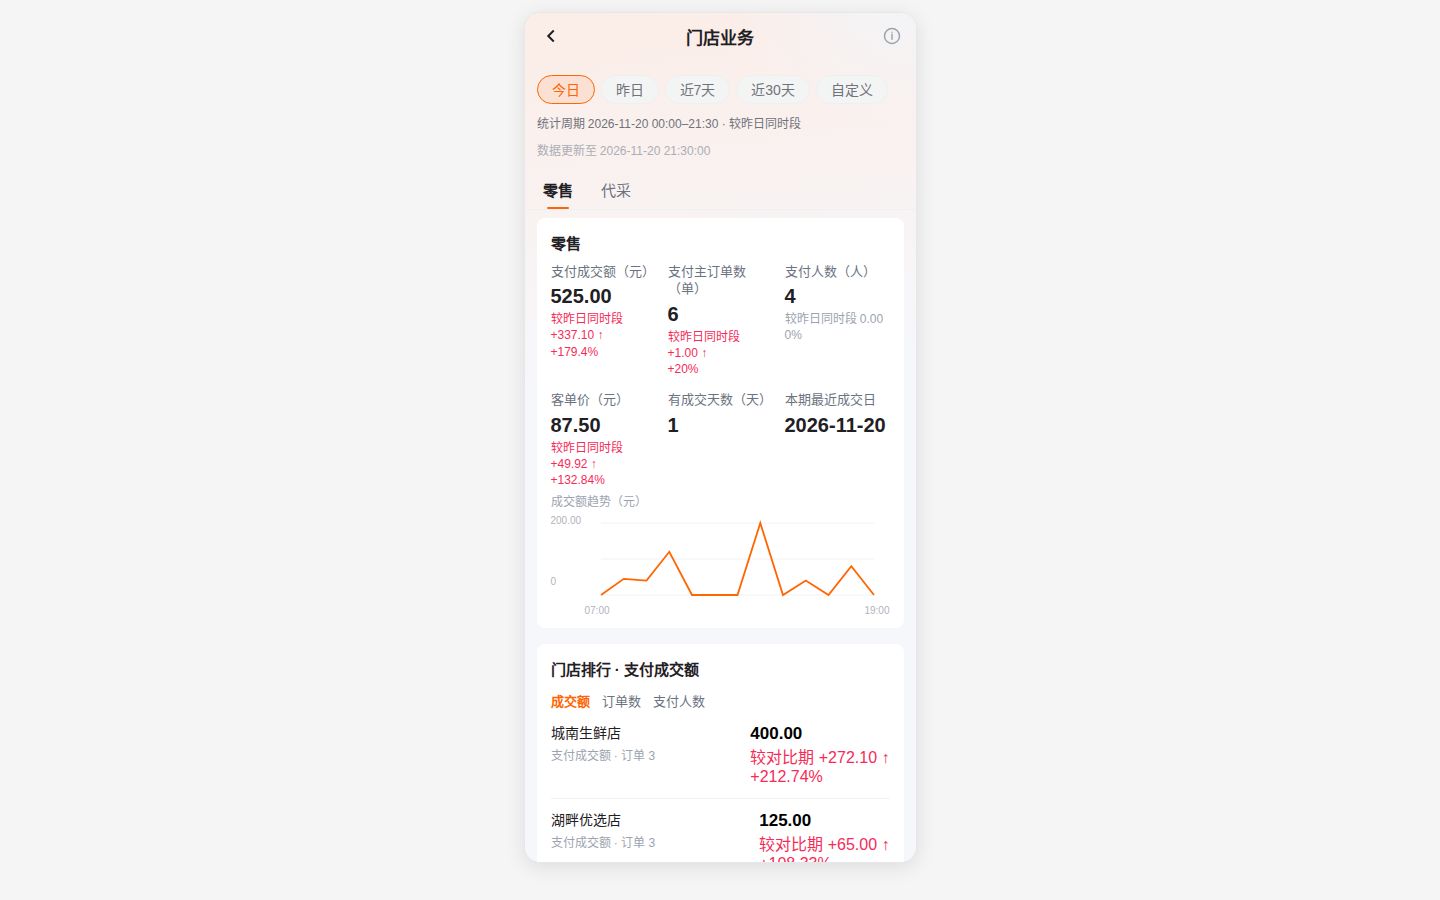 门店业务
今日 昨日 近7天 近30天 自定义
统计周期 2026-11-20 00:00–21:30 · 较昨日同时段
数据更新至 2026-11-20 21:30:00
零售 代采
零售
支付成交额（元）
525.00
较昨日同时段
+337.10 ↑
+179.4%
支付主订单数
（单）
6
较昨日同时段
+1.00 ↑
+20%
支付人数（人）
4
较昨日同时段 0.00
0%
客单价（元）
87.50
较昨日同时段
+49.92 ↑
+132.84%
有成交天数（天）
1
本期最近成交日
2026-11-20
成交额趋势（元）
200.00
0
07:00 19:00
门店排行 · 支付成交额
成交额 订单数 支付人数
城南生鲜店
支付成交额 · 订单 3
400.00
较对比期 +272.10 ↑
+212.74%
湖畔优选店
支付成交额 · 订单 3
125.00
较对比期 +65.00 ↑
+108.33%